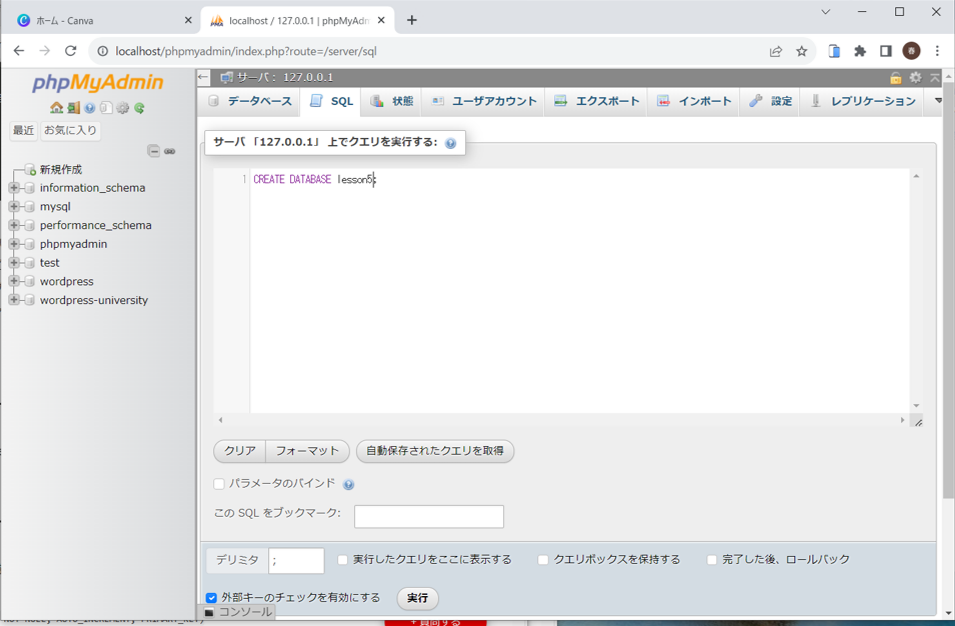 ホーム - Canva
localhost / 127.0.0.1 | phpMyAdm
localhost/phpmyadmin/index.php?route=/server/sql
春
phpMyAdmin
サーバ： 127.0.0.1
データベース SQL 状態 ユーザアカウント エクスポート インポート 設定 レプリケーション
最近 お気に入り
サーバ 「127.0.0.1」 上でクエリを実行する:
新規作成
information_schema
mysql
performance_schema
phpmyadmin
test
wordpress
wordpress-university
1 CREATE DATABASE lesson5;
クリア フォーマット 自動保存されたクエリを取得
パラメータのバインド
この SQL をブックマーク:
デリミタ ; 実行したクエリをここに表示する クエリボックスを保持する 完了した後、ロールバック
外部キーのチェックを有効にする 実行
コンソール
+ 質問する